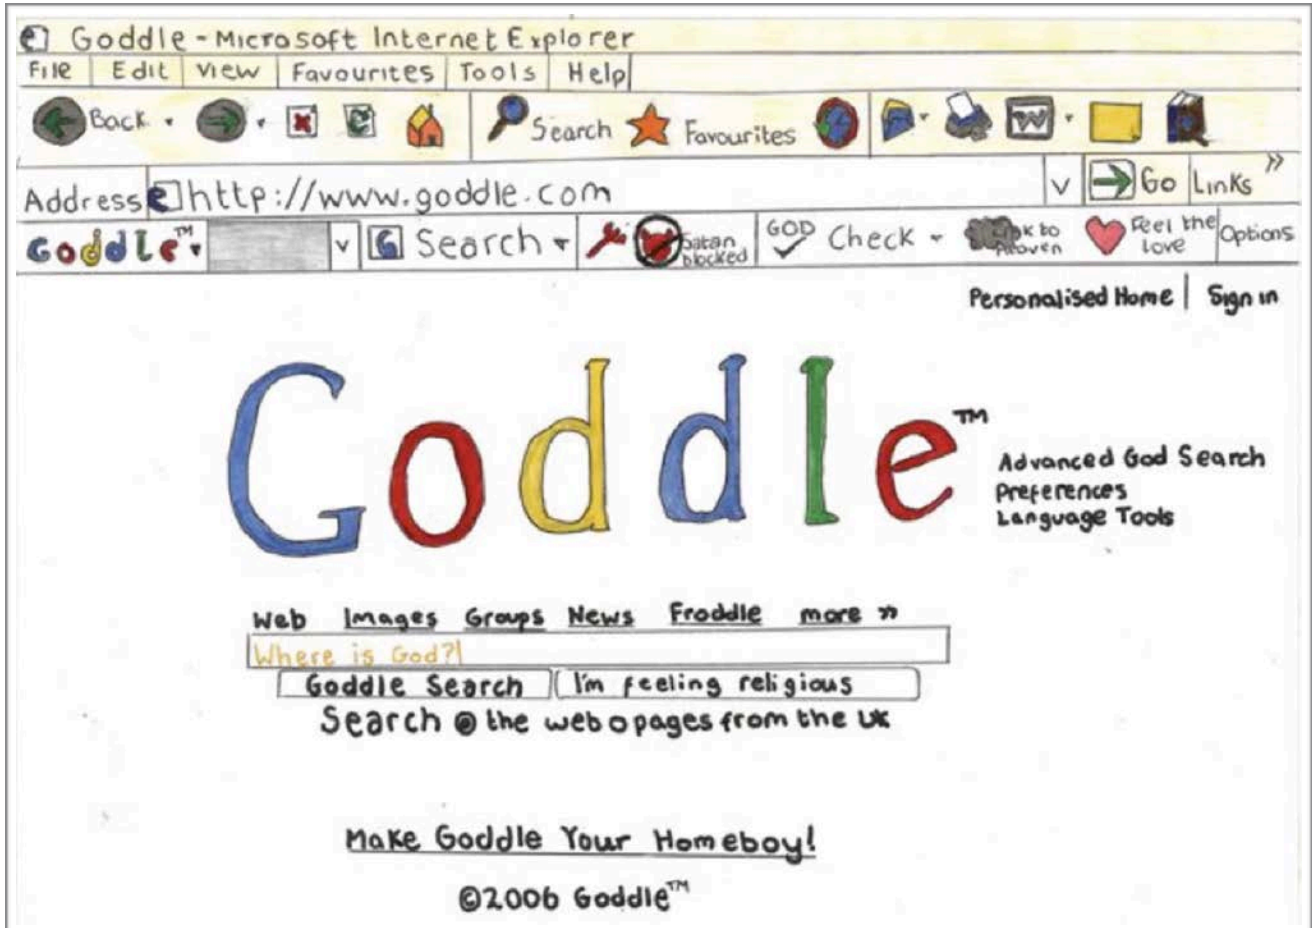 Goddle - Microsoft Internet Explorer
File Edit View Favourites Tools Help
Back Search Favourites W
Address e http://www.goddle.com V Go Links »
Goddle™ V G Search Satan blocked GOD Check to Feel the Love Options
Personalised Home | Sign in
Goddle™
Advanced God Search
Preferences
Language Tools
Web Images Groups News Froddle more »
Where is God?
Goddle Search I'm feeling religious
Search the web pages from the UK
Make Goddle Your Homeboy!
©2006 Goddle™